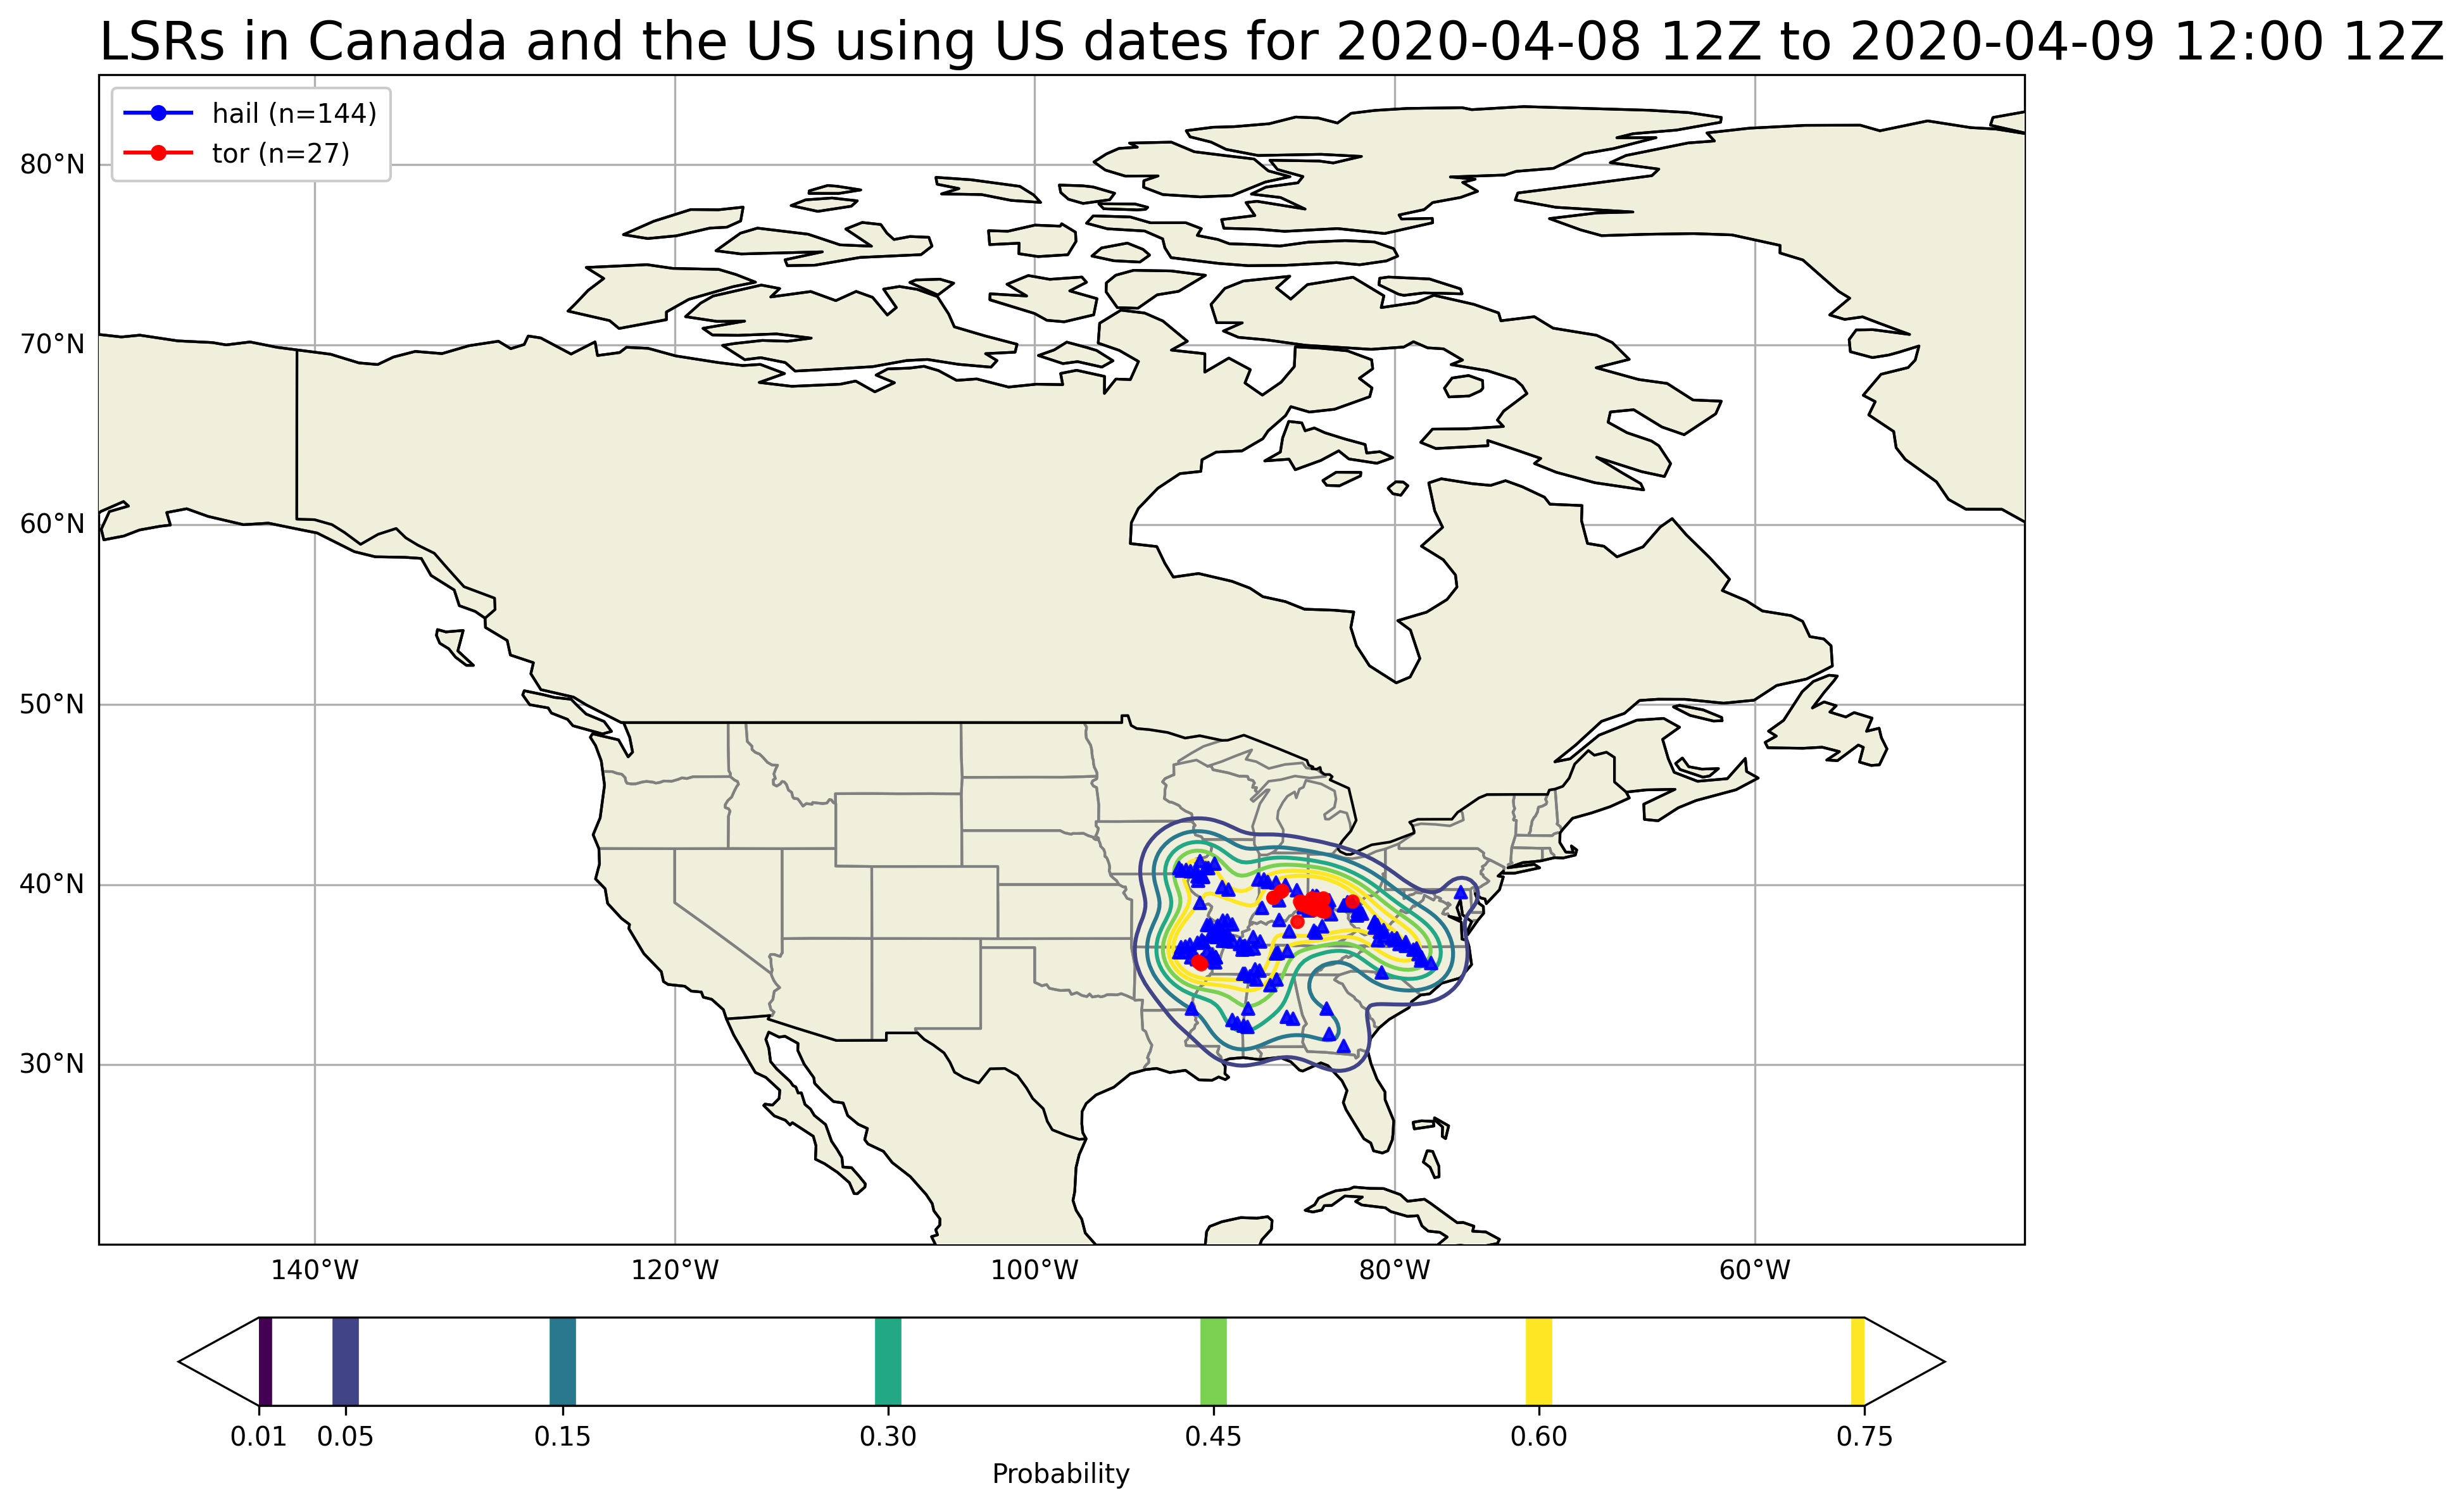 LSRs in Canada and the US using US dates for 2020-04-08 12Z to 2020-04-09 12:00 12Z
hail (n=144)
tor (n=27)
80°N
70°N
60°N
50°N
40°N
30°N
140°W 120°W 100°W 80°W 60°W
0.01 0.05 0.15 0.30 0.45 0.60 0.75
Probability